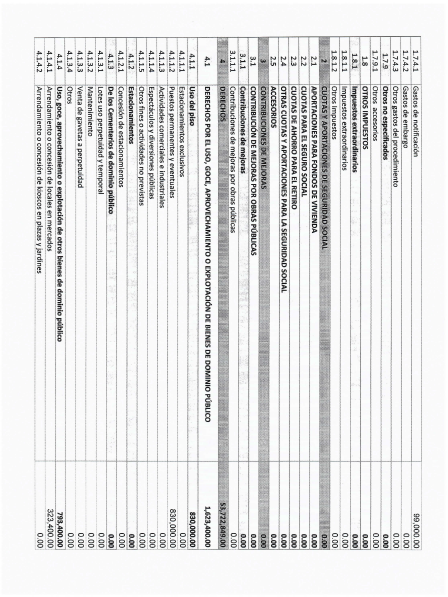 1.7.4.1 Gastos de notificación 99,000.00
1.7.4.2 Gastos de embargo 0.00
1.7.4.3 Otros gastos del procedimiento 0.00
1.7.9 Otros no especificados 0.00
1.7.9.1 Otros accesorios 0.00
1.8 OTROS IMPUESTOS 0.00
1.8.1 Impuestos extraordinarios 0.00
1.8.1.1 Impuestos extraordinarios 0.00
1.8.1.1 Otros Impuestos 0.00
2 CUOTAS Y APORTACIONES DE SEGURIDAD SOCIAL 0.00
2.1 APORTACIONES PARA FONDOS DE VIVIENDA 0.00
2.2 CUOTAS PARA EL SEGURO SOCIAL 0.00
2.3 CUOTAS DE AHORRO PARA EL RETIRO 0.00
2.4 OTRAS CUOTAS Y APORTACIONES PARA LA SEGURIDAD SOCIAL 0.00
2.5 ACCESORIOS 0.00
3 CONTRIBUCIONES DE MEJORAS 0.00
3.1 CONTRIBUCIÓN DE MEJORAS POR OBRAS PÚBLICAS 0.00
3.1.1 Contribuciones de mejoras 0.00
3.1.1.1 Contribuciones de mejoras por obras públicas 0.00
4 DERECHOS 53,722,849.00
4.1 DERECHOS POR EL USO, GOCE, APROVECHAMIENTO O EXPLOTACIÓN DE BIENES DE DOMINIO PÚBLICO 1,623,400.00
4.1.1 Uso del piso 830,000.00
4.1.1.1 Estacionamientos exclusivos 0.00
4.1.1.2 Puestos permanentes y eventuales 830,000.00
4.1.1.3 Actividades comerciales e industriales 0.00
4.1.1.4 Espectáculos y diversiones públicas 0.00
4.1.1.5 Otros fines o actividades no previstas 0.00
4.1.2 Estacionamientos 0.00
4.1.2.1 Concesión de estacionamientos 0.00
4.1.3 De los Cementerios de dominio público 0.00
4.1.3.1 Lotes uso perpetuidad y temporal 0.00
4.1.3.2 Mantenimiento 0.00
4.1.3.3 Venta de gavetas a perpetuidad 0.00
4.1.3.4 Otros 0.00
4.1.4 Uso, goce, aprovechamiento o explotación de otros bienes de dominio público 793,400.00
4.1.4.1 Arrendamiento o concesión de locales en mercados 323,400.00
4.1.4.2 Arrendamiento o concesión de kioscos en plazas y jardines 0.00